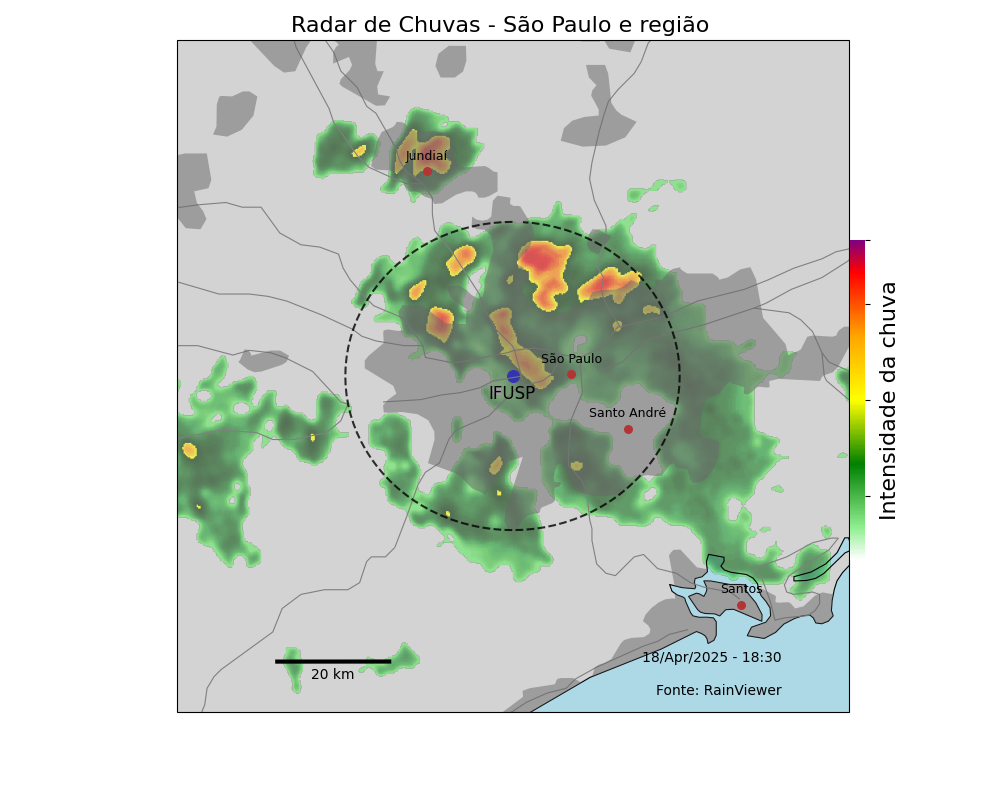 Radar de Chuvas - São Paulo e região
Jundiaí
São Paulo
IFUSP
Santo André
Santos
20 km
18/Apr/2025 - 18:30
Fonte: RainViewer
Intensidade da chuva